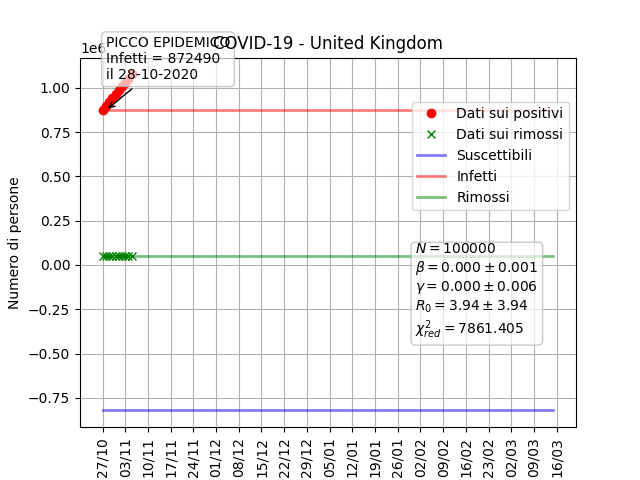 COVID-19 - United Kingdom
1e6
PICCO EPIDEMICO
Infetti = 872490
il 28-10-2020
Numero di persone
1.00
0.75
0.50
0.25
0.00
−0.25
−0.50
−0.75
Dati sui positivi
Dati sui rimossi
Suscettibili
Infetti
Rimossi
N = 100000
β = 0.000 ± 0.001
γ = 0.000 ± 0.006
R₀ = 3.94 ± 3.94
χ²red = 7861.405
27/10
03/11
10/11
17/11
24/11
01/12
08/12
15/12
22/12
29/12
05/01
12/01
19/01
26/01
02/02
09/02
16/02
23/02
02/03
09/03
16/03